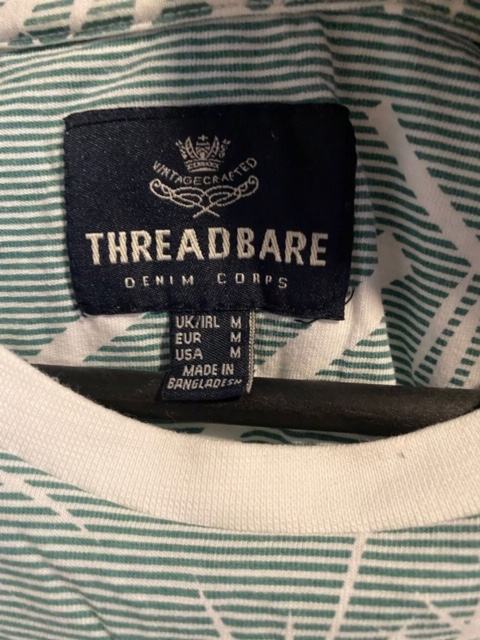 VINTAGECRAFTED
THREADBARE
DENIM CORPS
UK/IRL M
EUR M
USA M
MADE IN
BANGLADESH